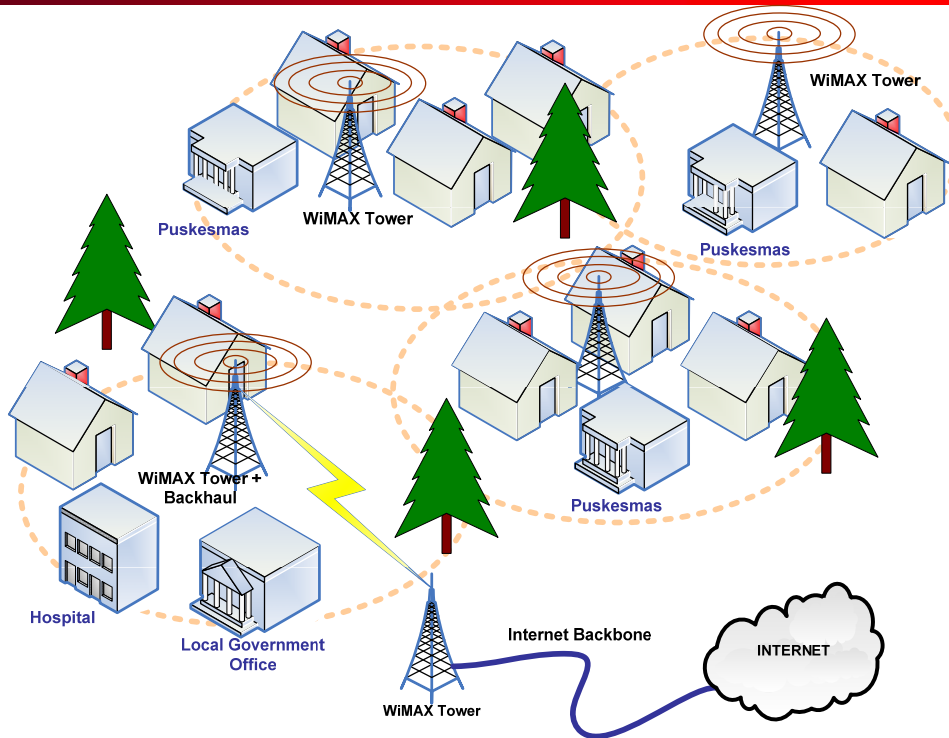 WiMAX Tower
WiMAX Tower
Puskesmas
Puskesmas
WiMAX Tower +
Backhaul
Puskesmas
Hospital
Local Government
Office
Internet Backbone
INTERNET
WiMAX Tower